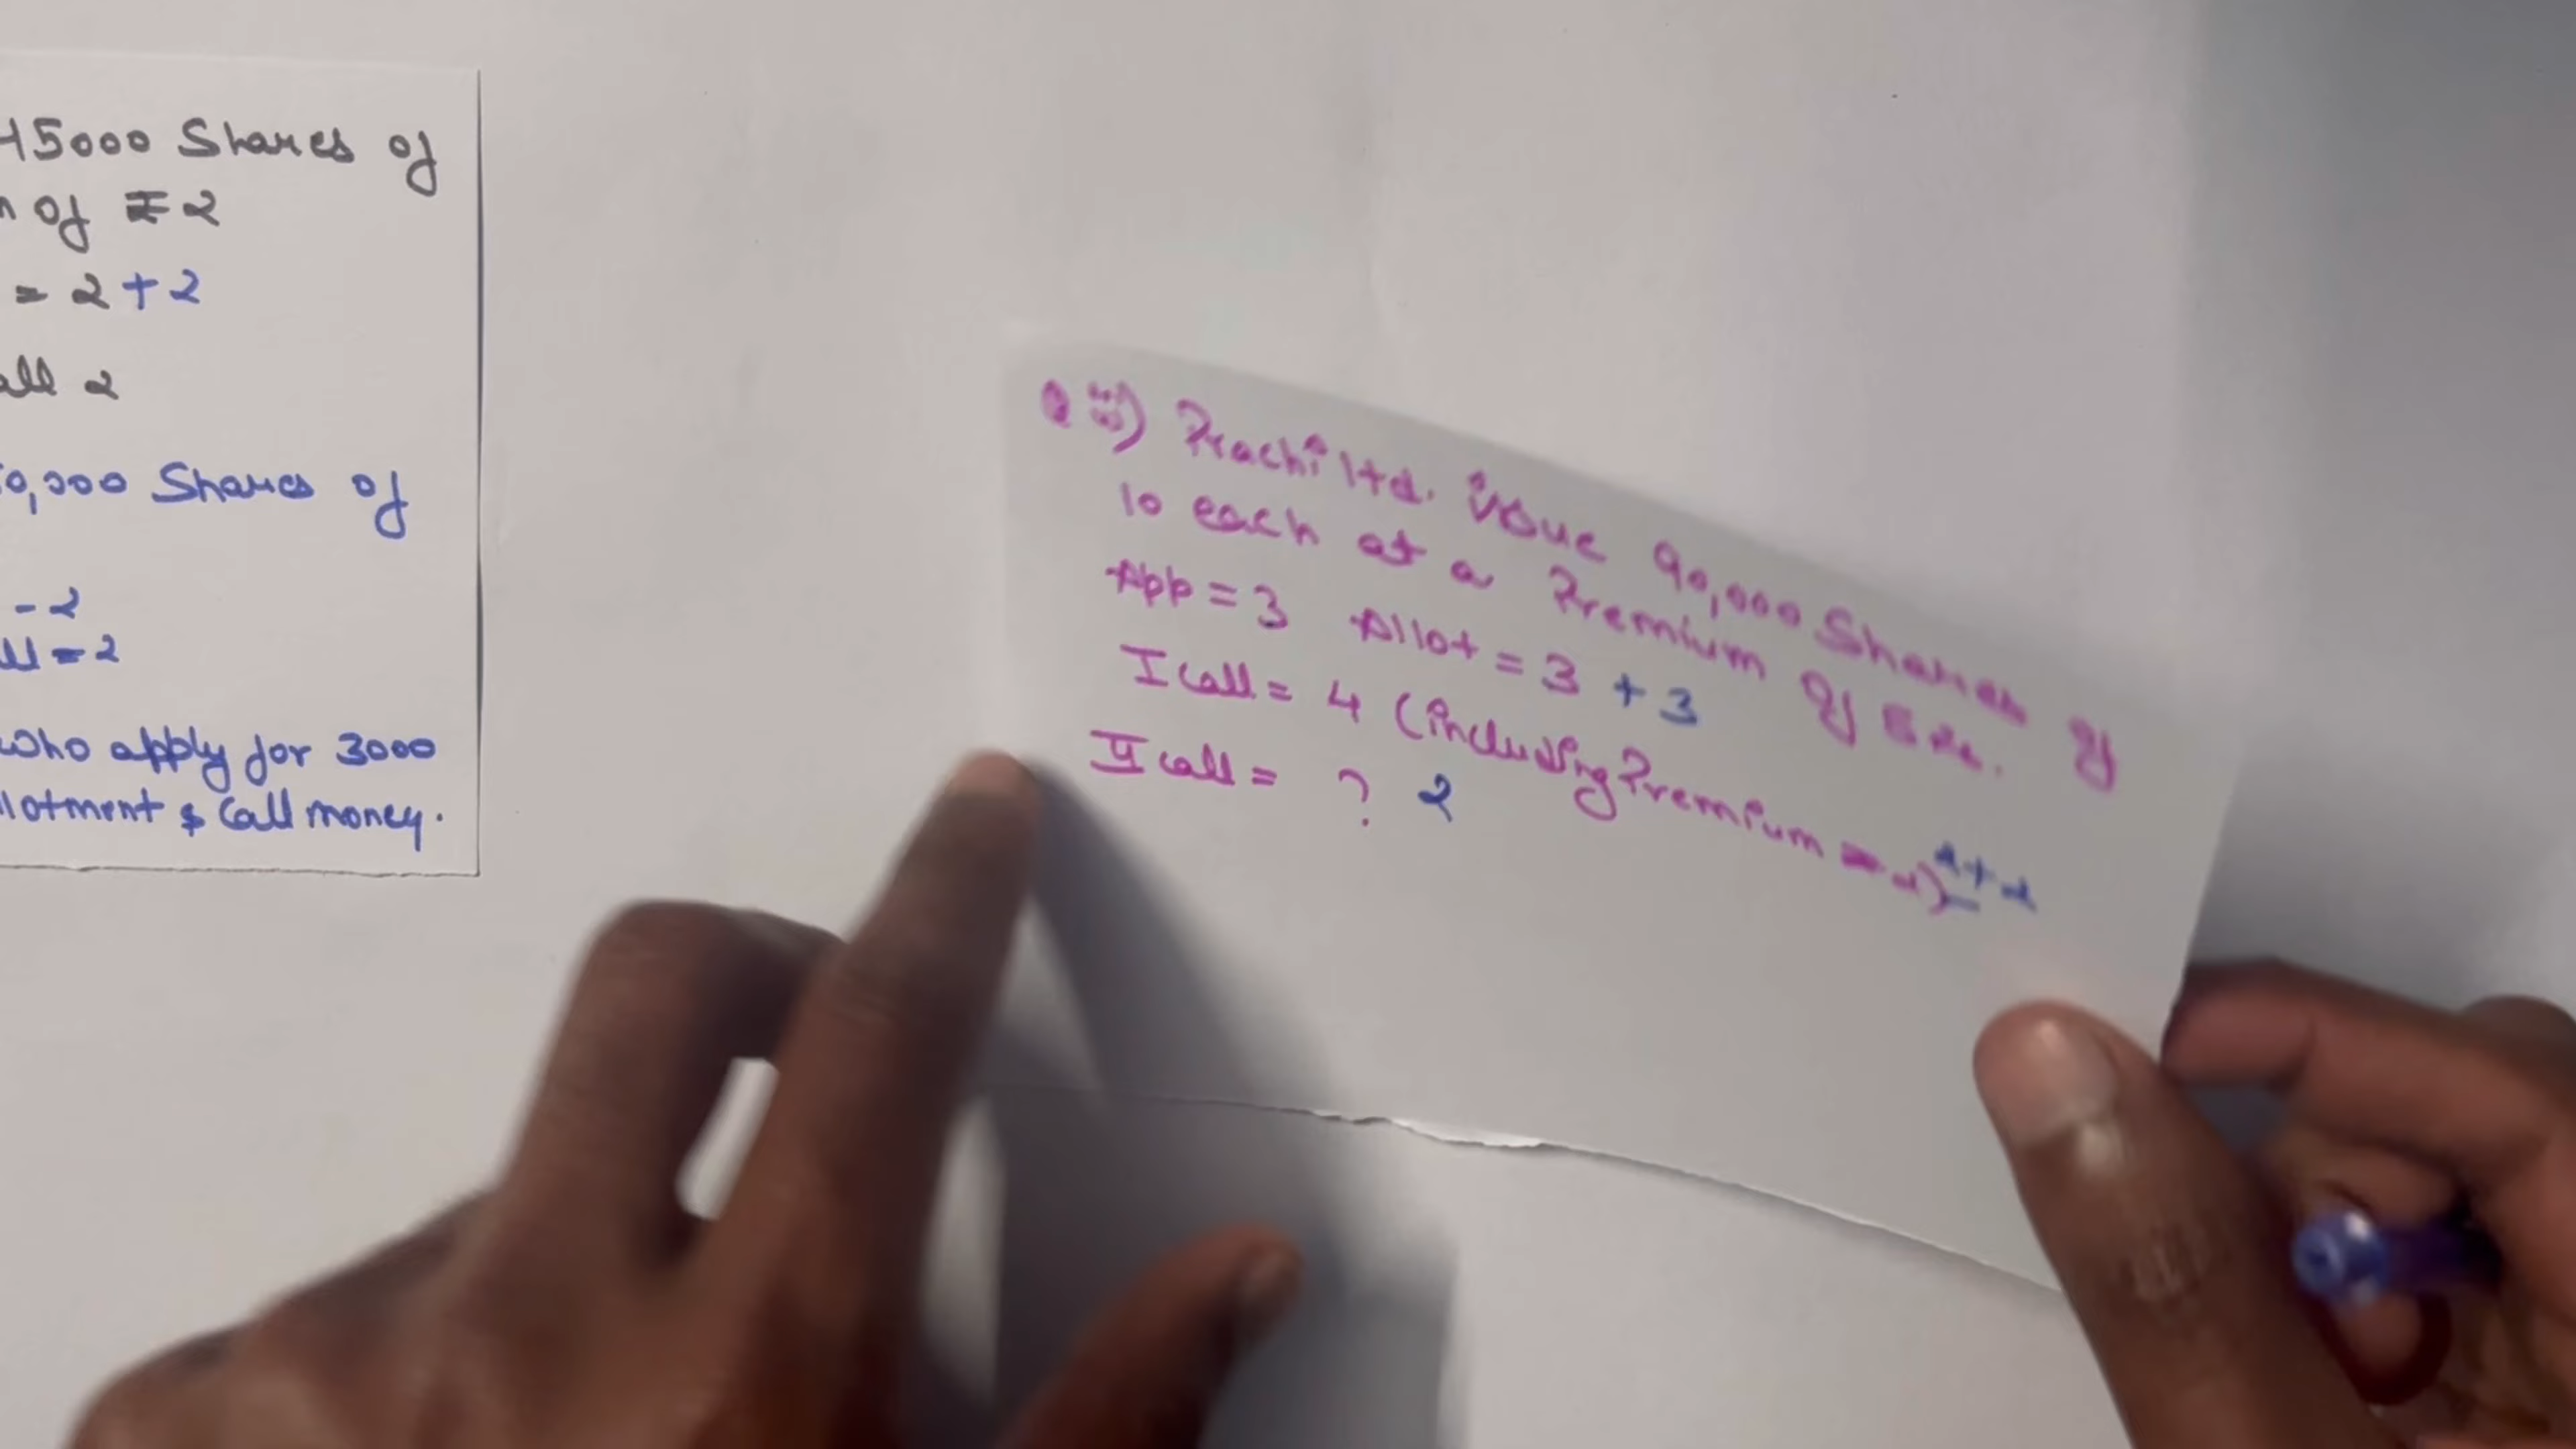 45000 Shares of
of ₹ 2
= 2 + 2
all 2
0,000 Shares of
- 2
ll = 2
who apply for 3000
lotment & Call money.
Q iii) Prachi ltd. issue 90,000 Shares of
10 each at a Premium of 5 Rs.
App = 3 Allot = 3 + 3
I call = 4 (including Premium = 2) 2+2
II call = ? 2